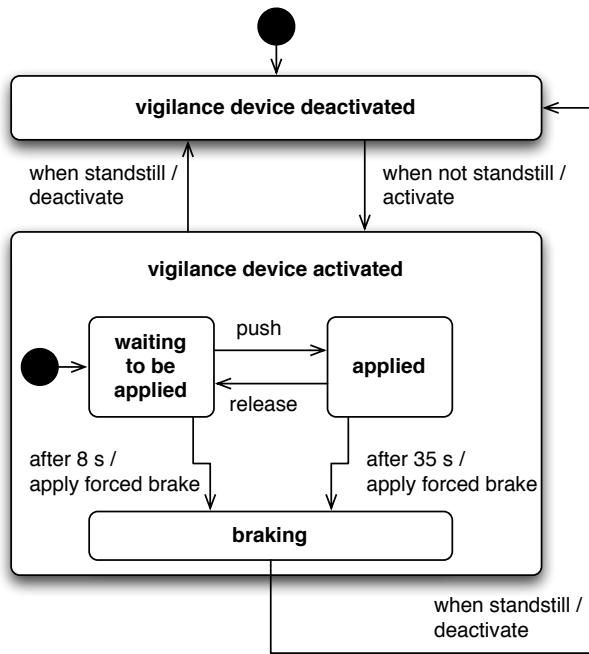 vigilance device deactivated
when standstill /
deactivate
when not standstill /
activate
vigilance device activated
waiting
to be
applied
push
release
applied
after 8 s /
apply forced brake
after 35 s /
apply forced brake
braking
when standstill /
deactivate